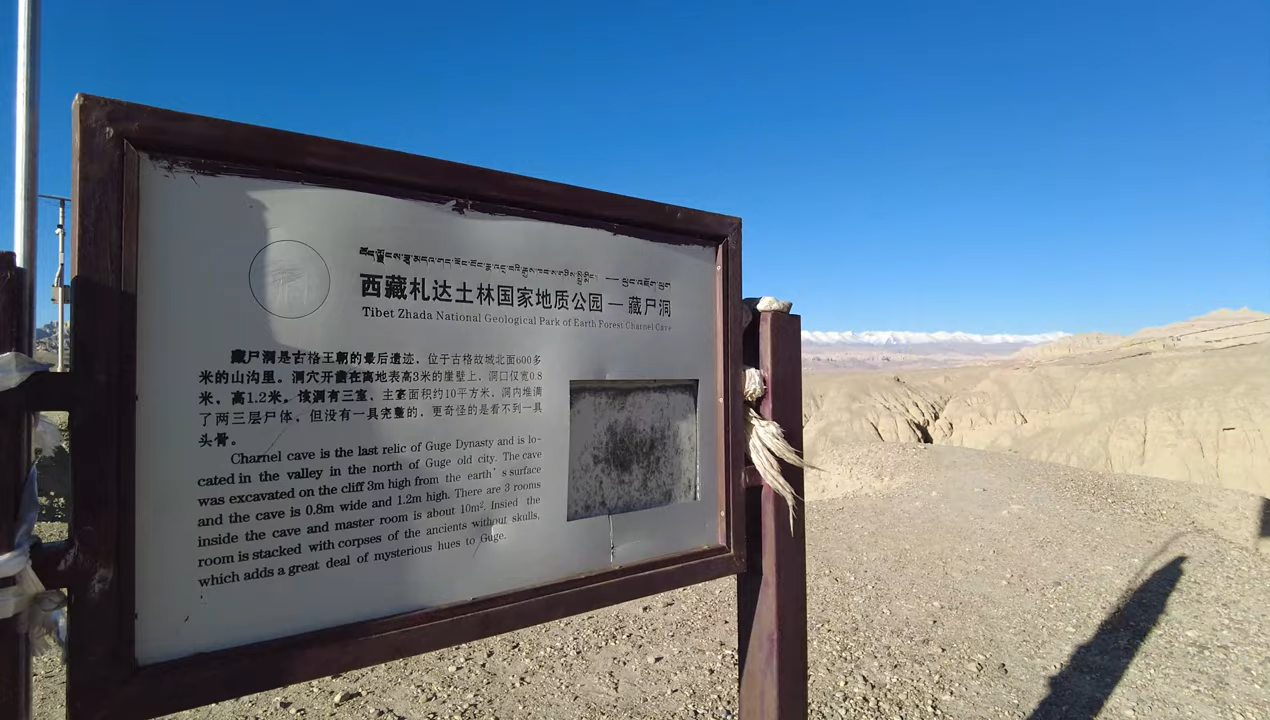 西藏札达土林国家地质公园 — 藏尸洞
Tibet Zhada National Geological Park of Earth Forest Charnel Cave
藏尸洞是古格王朝的最后遗迹，位于古格故城北面600多
米的山沟里。洞穴开凿在离地表高3米的崖壁上，洞口仅宽0.8
米，高1.2米。该洞有三室，主室面积约10平方米，洞内堆满
了两三层尸体，但没有一具完整的，更奇怪的是看不到一具
头骨。
Charnel cave is the last relic of Guge Dynasty and is lo-
cated in the valley in the north of Guge old city. The cave
was excavated on the cliff 3m high from the earth's surface
and the cave is 0.8m wide and 1.2m high. There are 3 rooms
inside the cave and master room is about 10m². Insied the
room is stacked with corpses of the ancients without skulls,
which adds a great deal of mysterious hues to Guge.